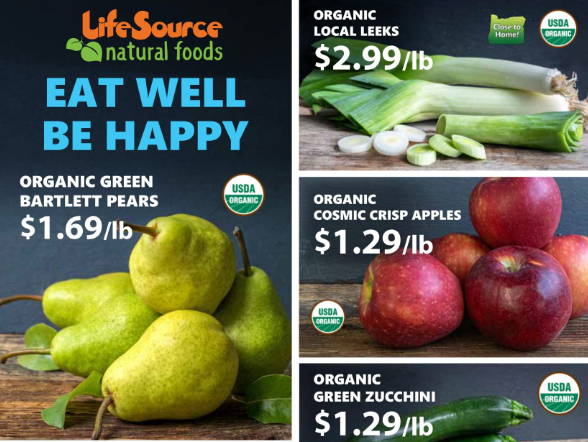 LifeSource
natural foods
EAT WELL
BE HAPPY
ORGANIC GREEN
BARTLETT PEARS
$1.69/lb
USDA
ORGANIC
ORGANIC
LOCAL LEEKS
$2.99/lb
Close to
Home!
USDA
ORGANIC
ORGANIC
COSMIC CRISP APPLES
$1.29/lb
USDA
ORGANIC
ORGANIC
GREEN ZUCCHINI
$1.29/lb
USDA
ORGANIC